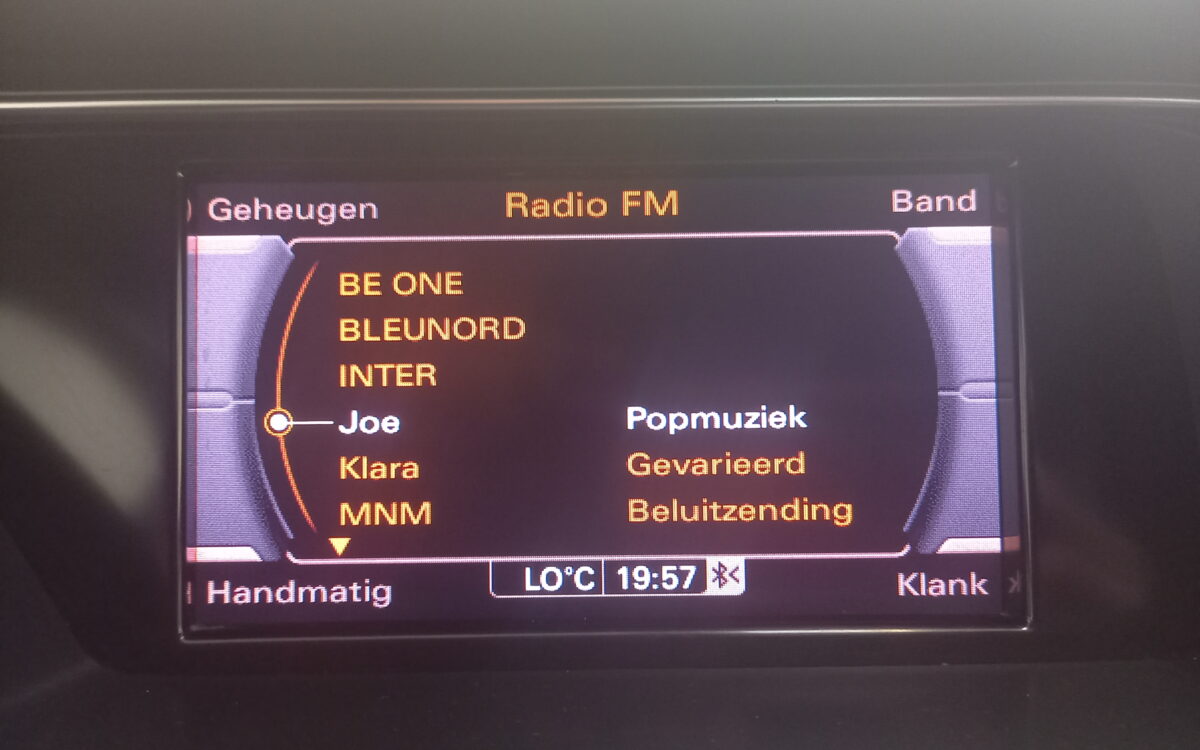 Geheugen Radio FM Band
BE ONE
BLEUNORD
INTER
Joe Popmuziek
Klara Gevarieerd
MNM Beluitzending
Handmatig LO°C 19:57 Klank